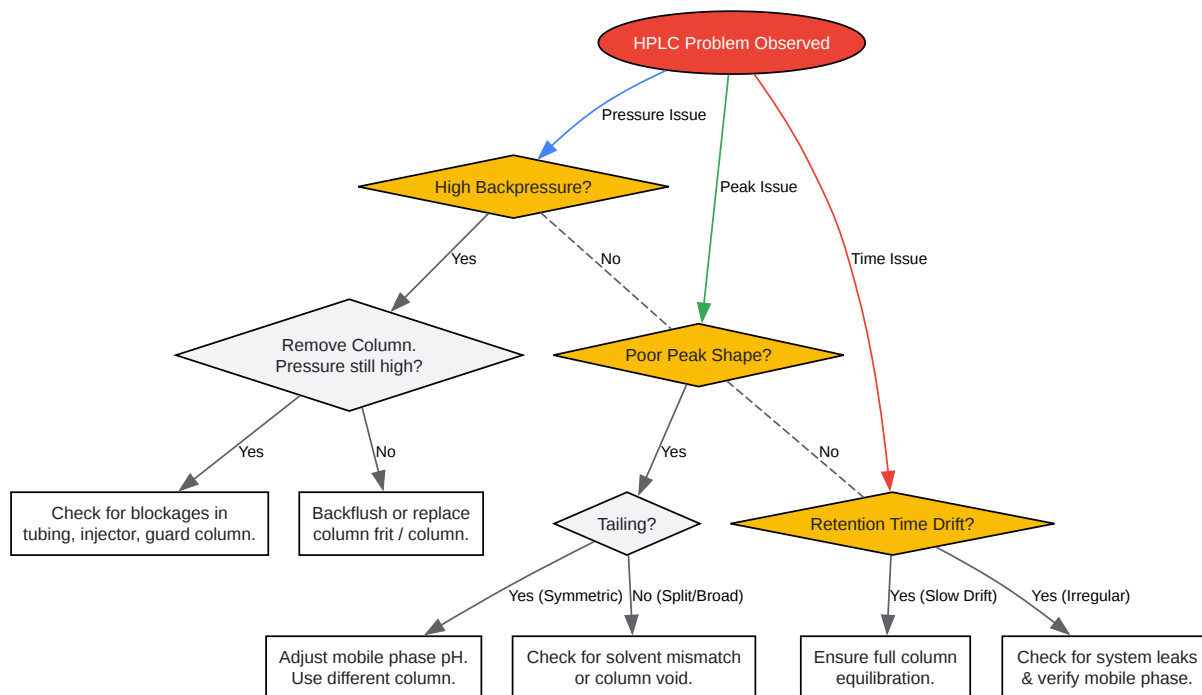 HPLC Problem Observed
Pressure Issue
High Backpressure?
Peak Issue
Yes
No
Time Issue
Remove Column.
Pressure still high?
Poor Peak Shape?
Yes
No
Yes
No
Check for blockages in
tubing, injector, guard column.
Backflush or replace
column frit / column.
Tailing?
Retention Time Drift?
Yes (Symmetric)
No (Split/Broad)
Yes (Slow Drift)
Yes (Irregular)
Adjust mobile phase pH.
Use different column.
Check for solvent mismatch
or column void.
Ensure full column
equilibration.
Check for system leaks
& verify mobile phase.